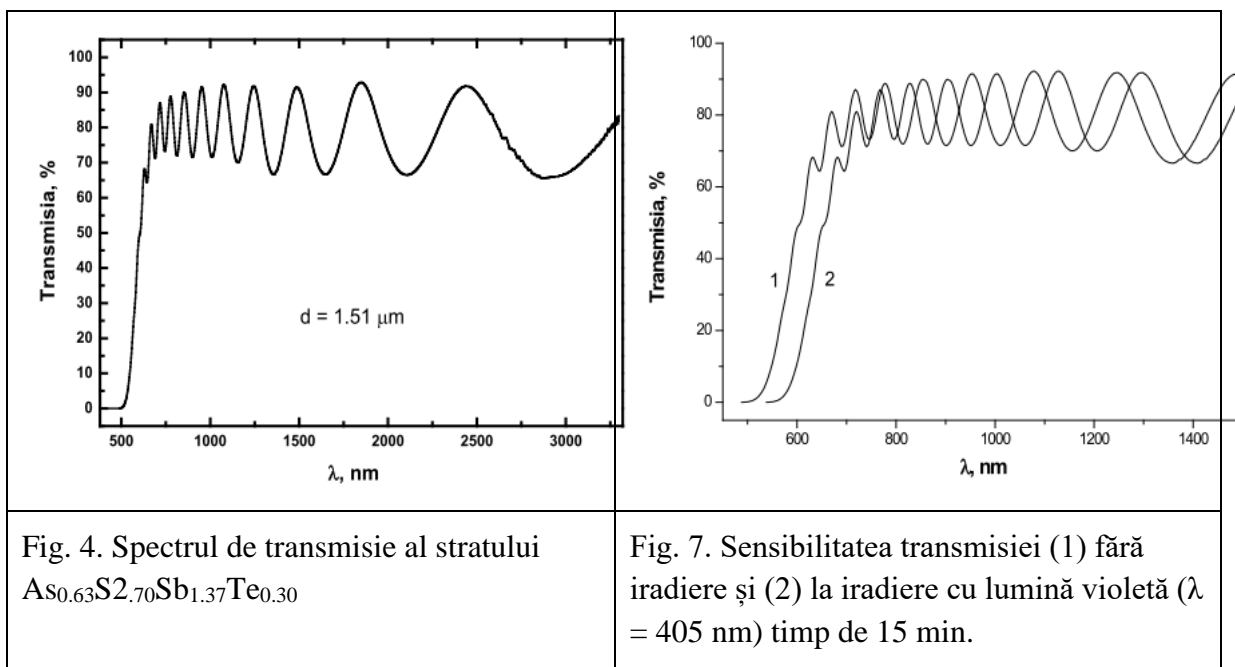 100
90
80
70
60
50
40
30
20
10
0
Transmisia, %
d = 1.51 μm
500 1000 1500 2000 2500 3000
λ, nm
100
80
60
40
20
0
Transmisia, %
1
2
600 800 1000 1200 1400
λ, nm
Fig. 4. Spectrul de transmisie al stratului
As0.63S2.70Sb1.37Te0.30
Fig. 7. Sensibilitatea transmisiei (1) fără
iradiere și (2) la iradiere cu lumină violetă (λ
= 405 nm) timp de 15 min.